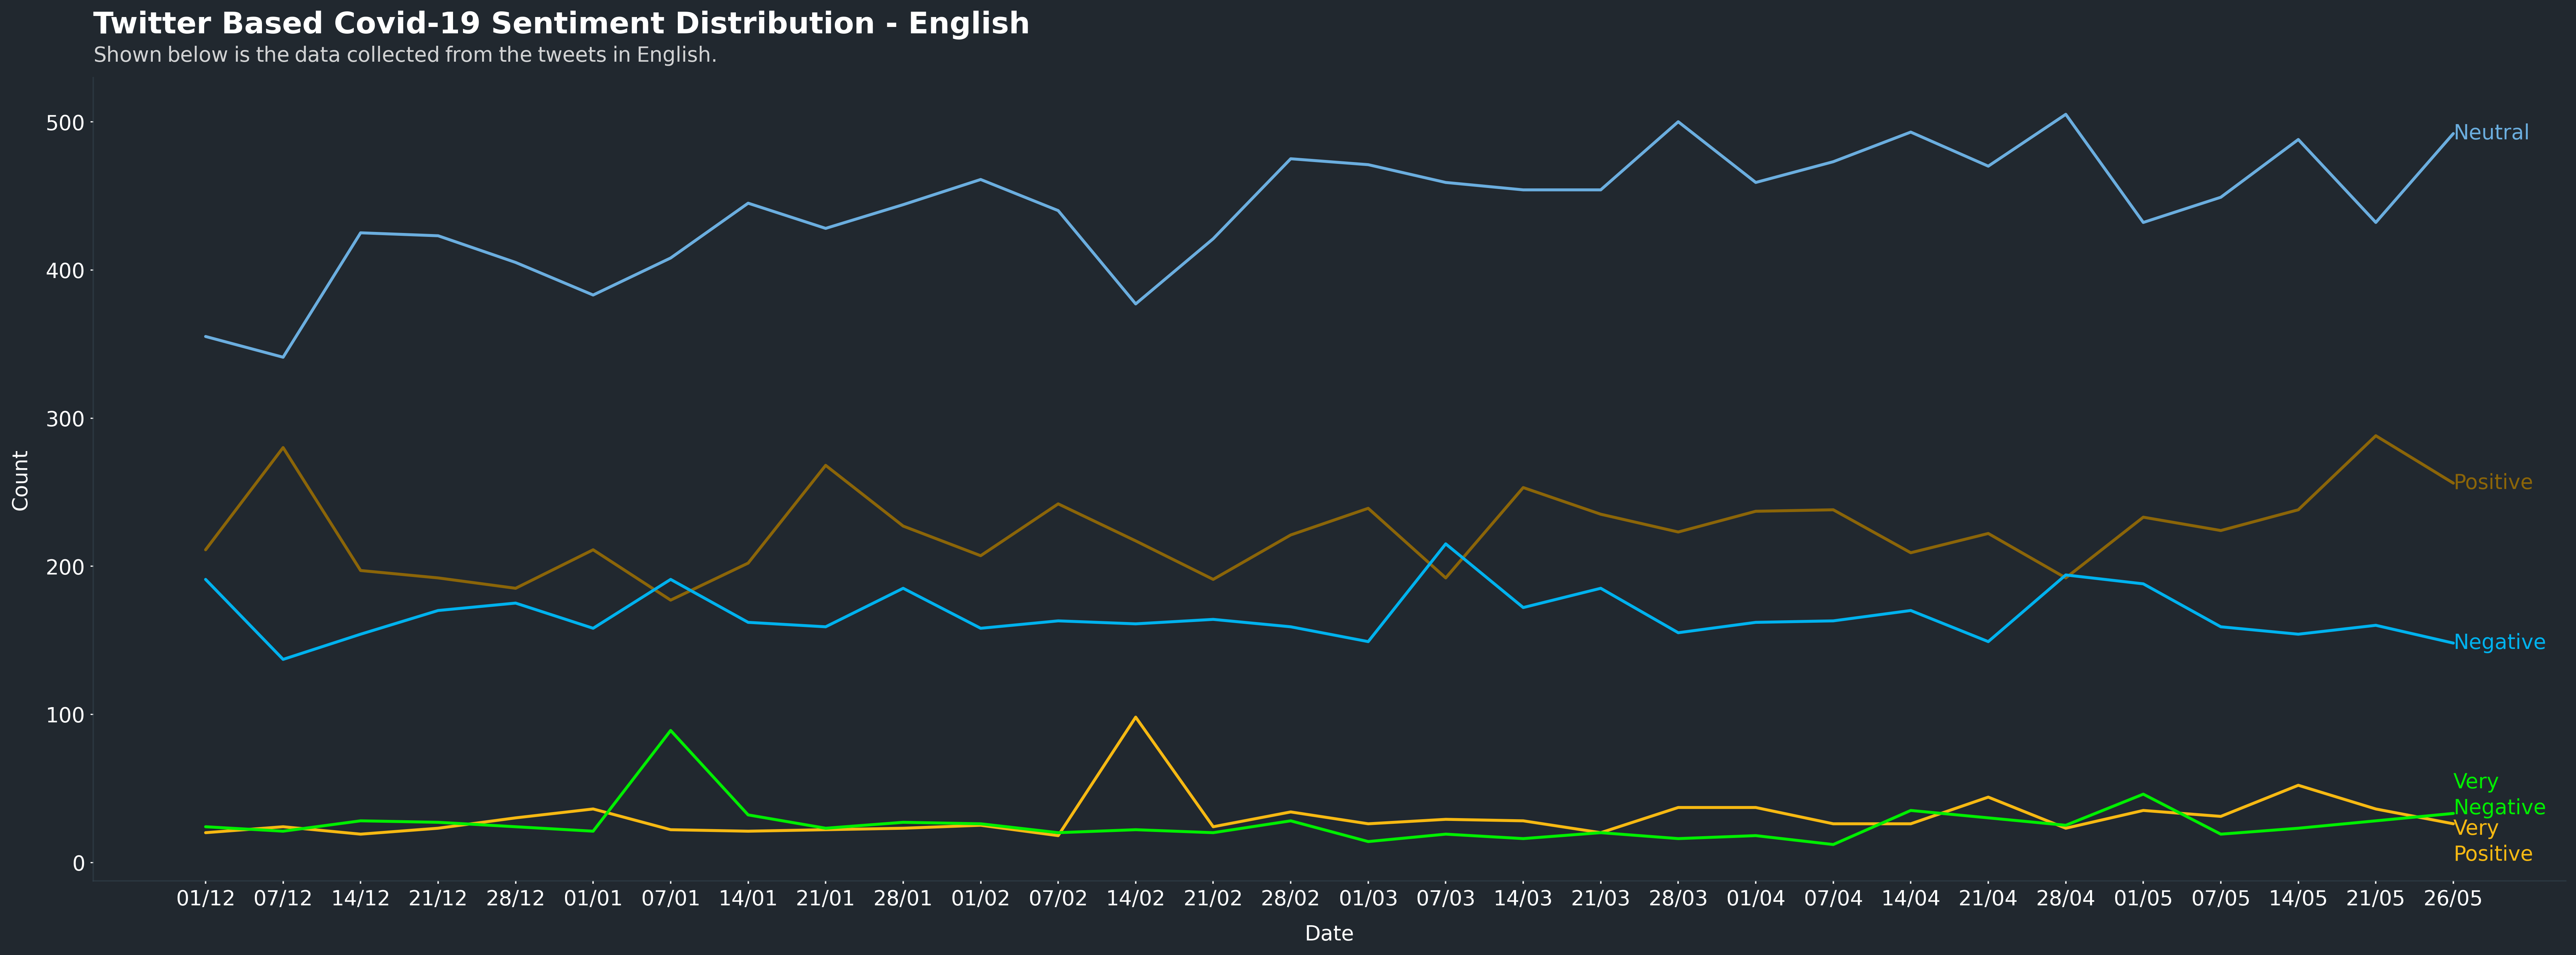 Twitter Based Covid-19 Sentiment Distribution - English
Shown below is the data collected from the tweets in English.
Count
500
400
300
200
100
0
Neutral
Positive
Negative
Very
Negative
Very
Positive
01/12 07/12 14/12 21/12 28/12 01/01 07/01 14/01 21/01 28/01 01/02 07/02 14/02 21/02 28/02 01/03 07/03 14/03 21/03 28/03 01/04 07/04 14/04 21/04 28/04 01/05 07/05 14/05 21/05 26/05
Date